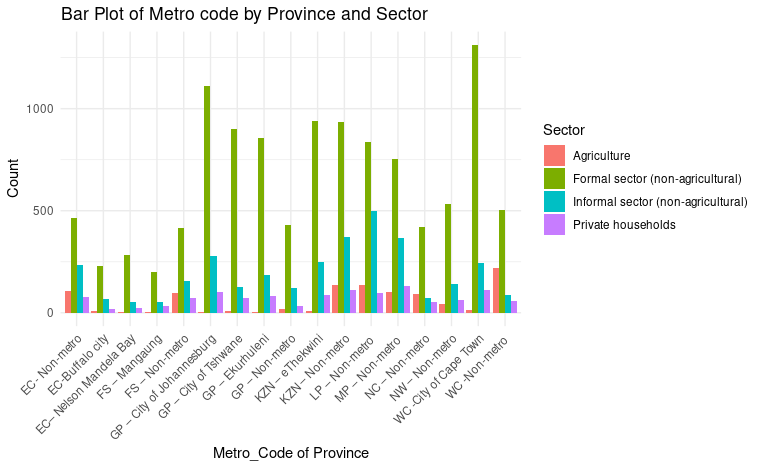 Bar Plot of Metro code by Province and Sector
Count
1000
500
0
EC- Non-metro
EC-Buffalo city
EC– Nelson Mandela Bay
FS – Mangaung
FS – Non-metro
GP – City of Johannesburg
GP – City of Tshwane
GP – Ekurhuleni
GP – Non-metro
KZN – eThekwini
KZN – Non-metro
LP – Non-metro
MP – Non-metro
NC – Non-metro
NW – Non-metro
WC -City of Cape Town
WC -Non-metro
Metro_Code of Province
Sector
Agriculture
Formal sector (non-agricultural)
Informal sector (non-agricultural)
Private households